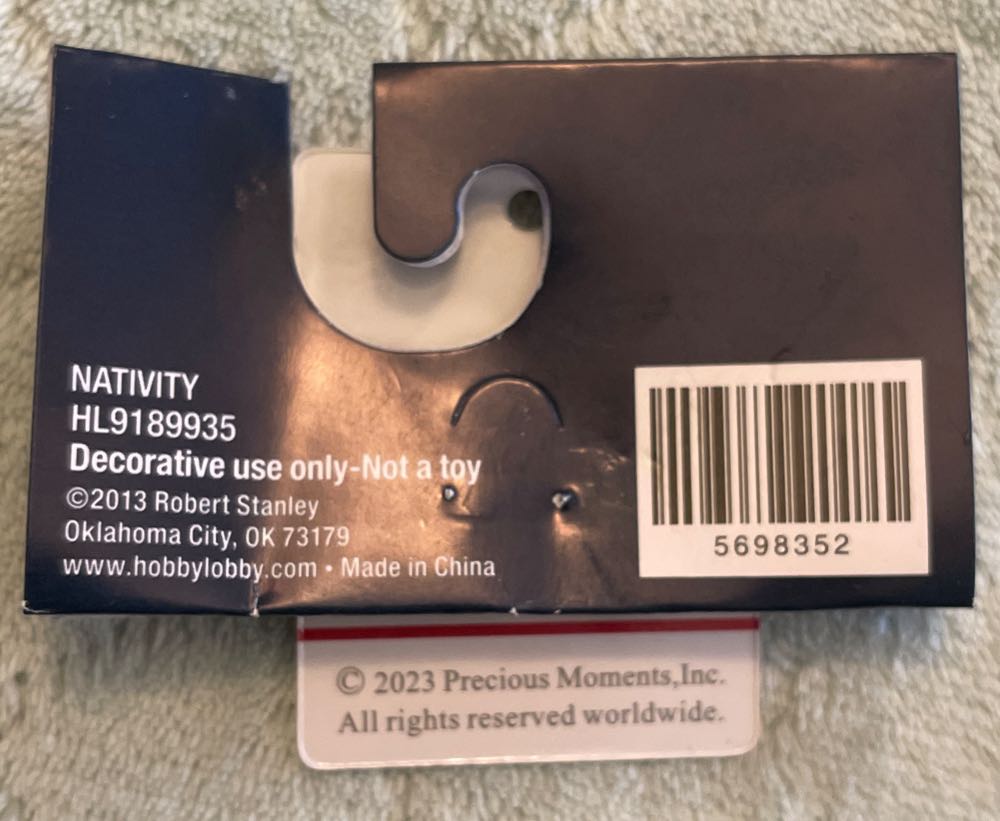 NATIVITY
HL9189935
Decorative use only-Not a toy
©2013 Robert Stanley
Oklahoma City, OK 73179
www.hobbylobby.com • Made in China
5698352
© 2023 Precious Moments,Inc.
All rights reserved worldwide.